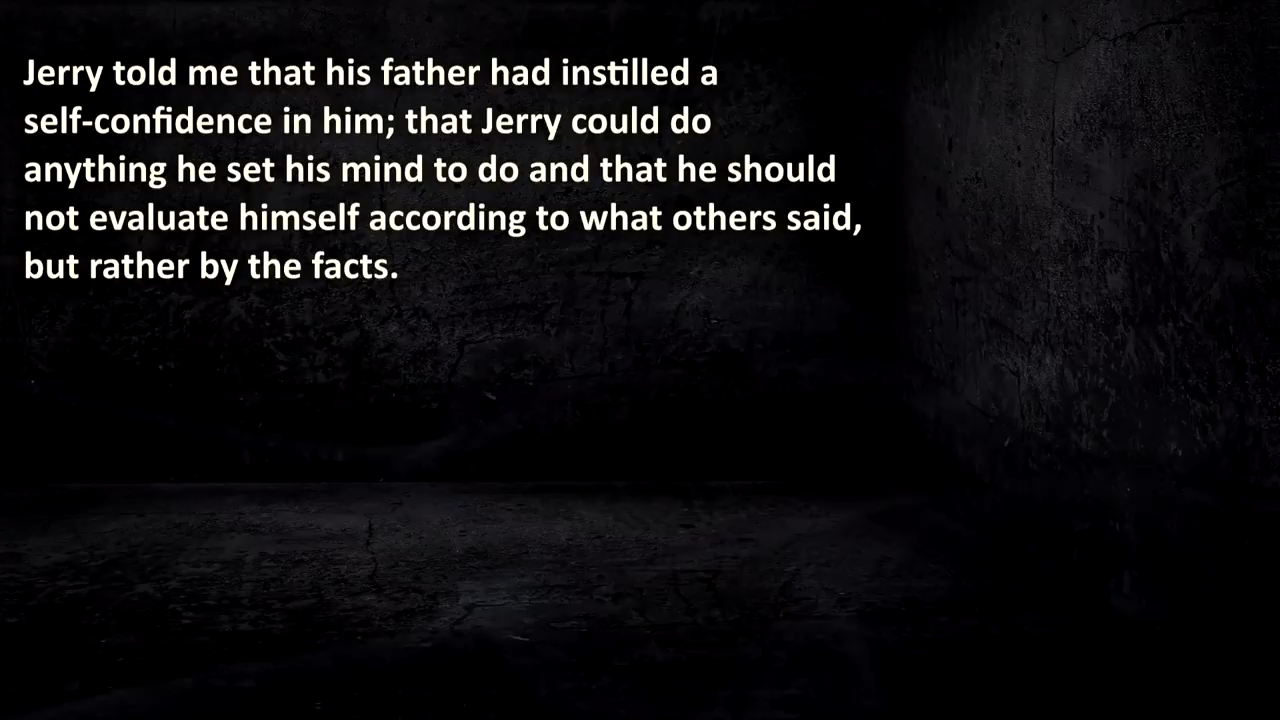 Jerry told me that his father had instilled a
self-confidence in him; that Jerry could do
anything he set his mind to do and that he should
not evaluate himself according to what others said,
but rather by the facts.